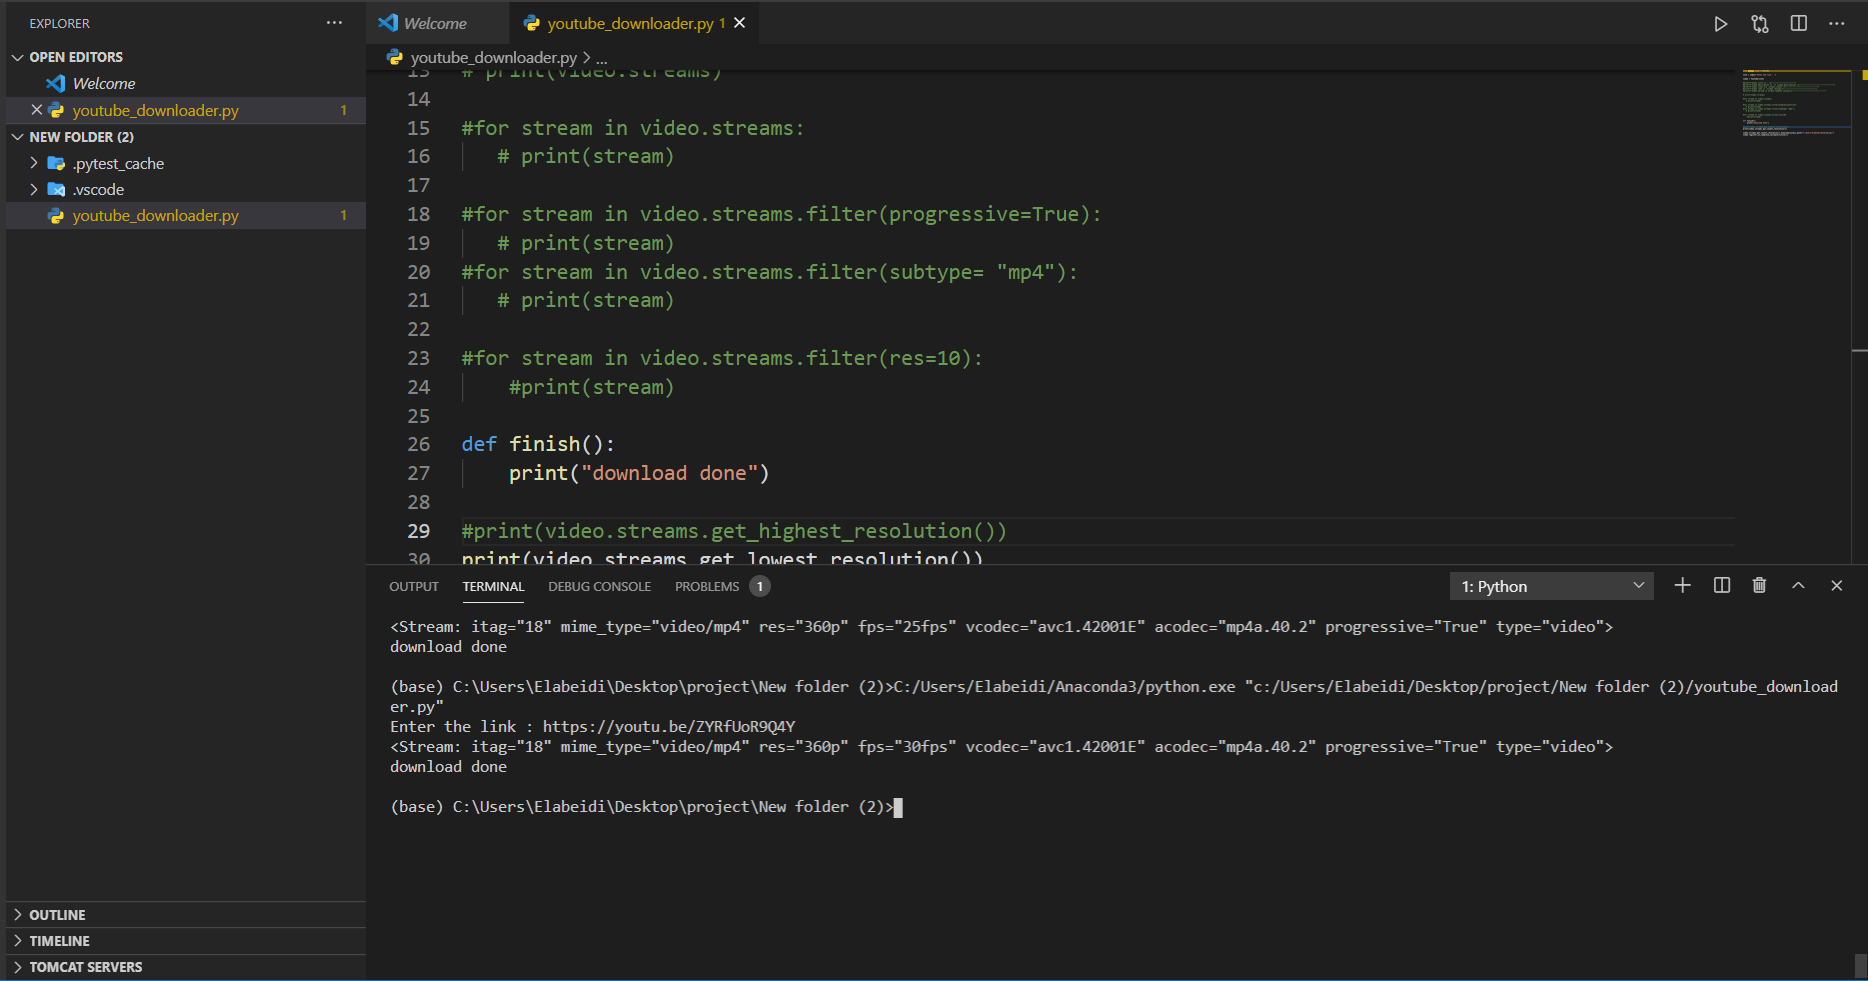 EXPLORER
Welcome
youtube_downloader.py 1
youtube_downloader.py > ...
OPEN EDITORS
Welcome
youtube_downloader.py 1
NEW FOLDER (2)
.pytest_cache
.vscode
youtube_downloader.py 1
OUTLINE
TIMELINE
TOMCAT SERVERS
13 # print(video.streams)
14
15 #for stream in video.streams:
16 # print(stream)
17
18 #for stream in video.streams.filter(progressive=True):
19 # print(stream)
20 #for stream in video.streams.filter(subtype= "mp4"):
21 # print(stream)
22
23 #for stream in video.streams.filter(res=10):
24 #print(stream)
25
26 def finish():
27 print("download done")
28
29 #print(video.streams.get_highest_resolution())
30 print(video.streams.get_lowest_resolution())
OUTPUT TERMINAL DEBUG CONSOLE PROBLEMS 1
1: Python
<Stream: itag="18" mime_type="video/mp4" res="360p" fps="25fps" vcodec="avc1.42001E" acodec="mp4a.40.2" progressive="True" type="video">
download done
(base) C:\Users\Elabeidi\Desktop\project\New folder (2)>C:/Users/Elabeidi/Anaconda3/python.exe "c:/Users/Elabeidi/Desktop/project/New folder (2)/youtube_download
er.py"
Enter the link : https://youtu.be/ZYRfUoR9Q4Y
<Stream: itag="18" mime_type="video/mp4" res="360p" fps="30fps" vcodec="avc1.42001E" acodec="mp4a.40.2" progressive="True" type="video">
download done
(base) C:\Users\Elabeidi\Desktop\project\New folder (2)>